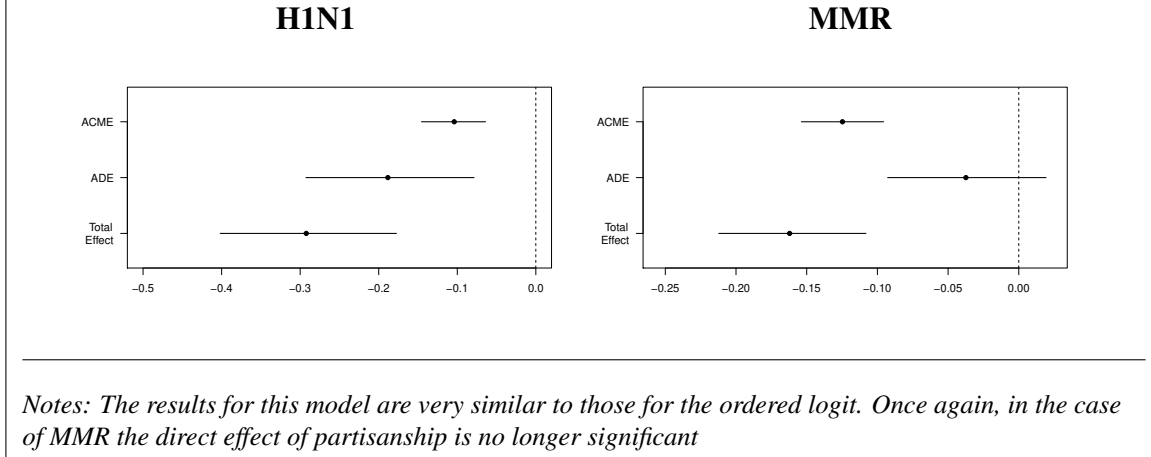 H1N1
MMR
ACME
ADE
Total
Effect
−0.5 −0.4 −0.3 −0.2 −0.1 0.0
ACME
ADE
Total
Effect
−0.25 −0.20 −0.15 −0.10 −0.05 0.00
Notes: The results for this model are very similar to those for the ordered logit. Once again, in the case
of MMR the direct effect of partisanship is no longer significant